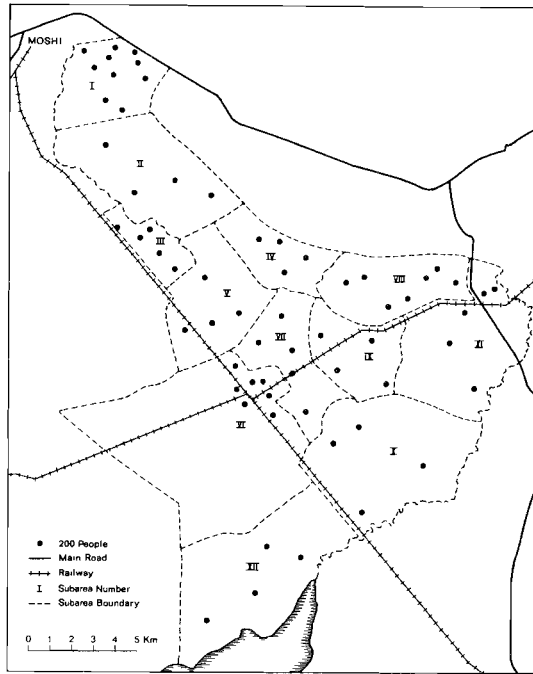 MOSHI
I
II
III
IV
VIII
V
VII
IX
XI
VI
X
XII
200 People
Main Road
Railway
I Subarea Number
Subarea Boundary
0 1 2 3 4 5 Km